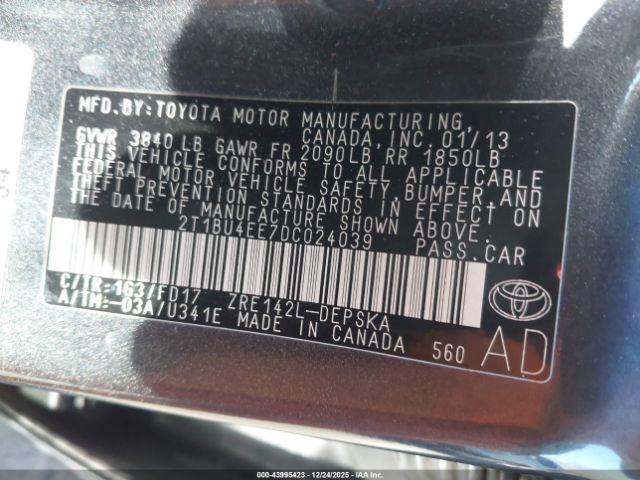 MFD.BY:TOYOTA MOTOR MANUFACTURING,
CANADA, INC. 01/13
GVWR 3840 LB GAWR FR 2090LB RR 1850LB
THIS VEHICLE CONFORMS TO ALL APPLICABLE
FEDERAL MOTOR VEHICLE SAFETY, BUMPER, AND
THEFT PREVENTION STANDARDS IN EFFECT ON
THE DATE OF MANUFACTURE SHOWN ABOVE.
2T1BU4EE7DC024039 PASS.CAR
C/TR: 1G3/FD17 ZRE142L-DEPSKA
A/TM: -03A/U341E MADE IN CANADA 560
AD
000-43995423 | 12/24/2025 - IAAI.CA